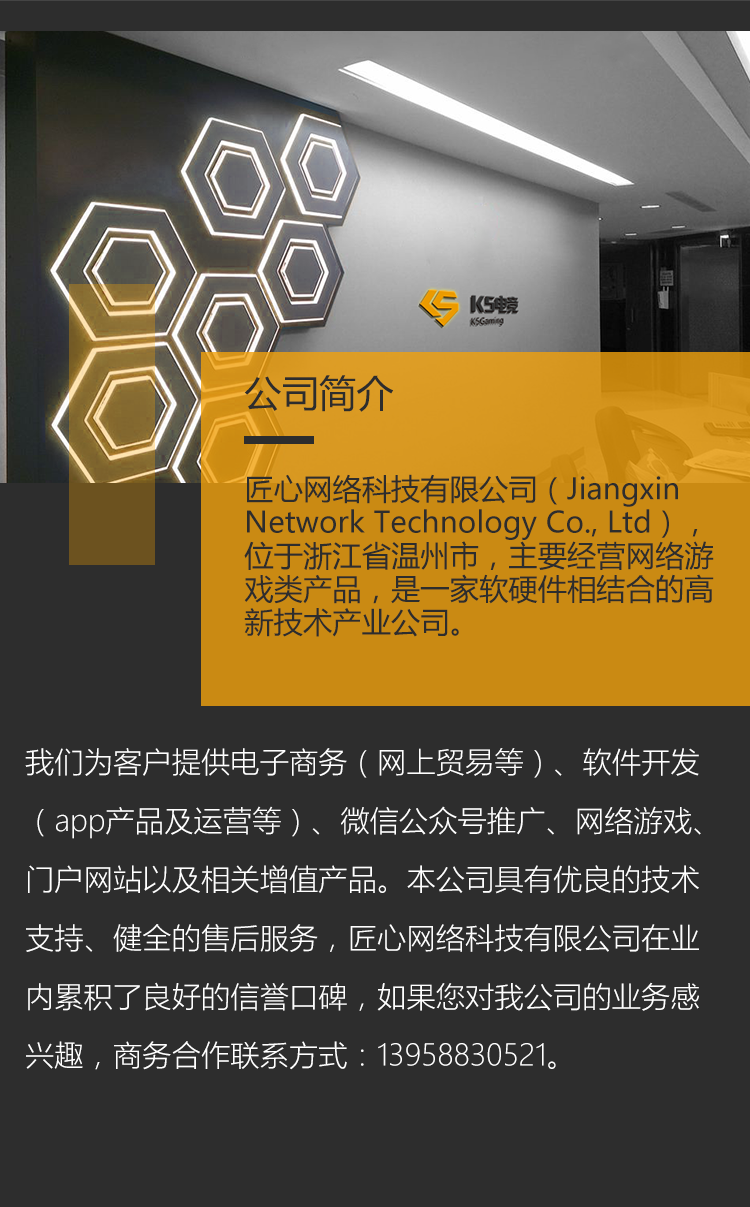 K5电竞
K5Gaming
公司简介
匠心网络科技有限公司（Jiangxin
Network Technology Co., Ltd），
位于浙江省温州市，主要经营网络游
戏类产品，是一家软硬件相结合的高
新技术产业公司。
我们为客户提供电子商务（网上贸易等）、软件开发
（app产品及运营等）、微信公众号推广、网络游戏、
门户网站以及相关增值产品。本公司具有优良的技术
支持、健全的售后服务，匠心网络科技有限公司在业
内累积了良好的信誉口碑，如果您对我公司的业务感
兴趣，商务合作联系方式：13958830521。